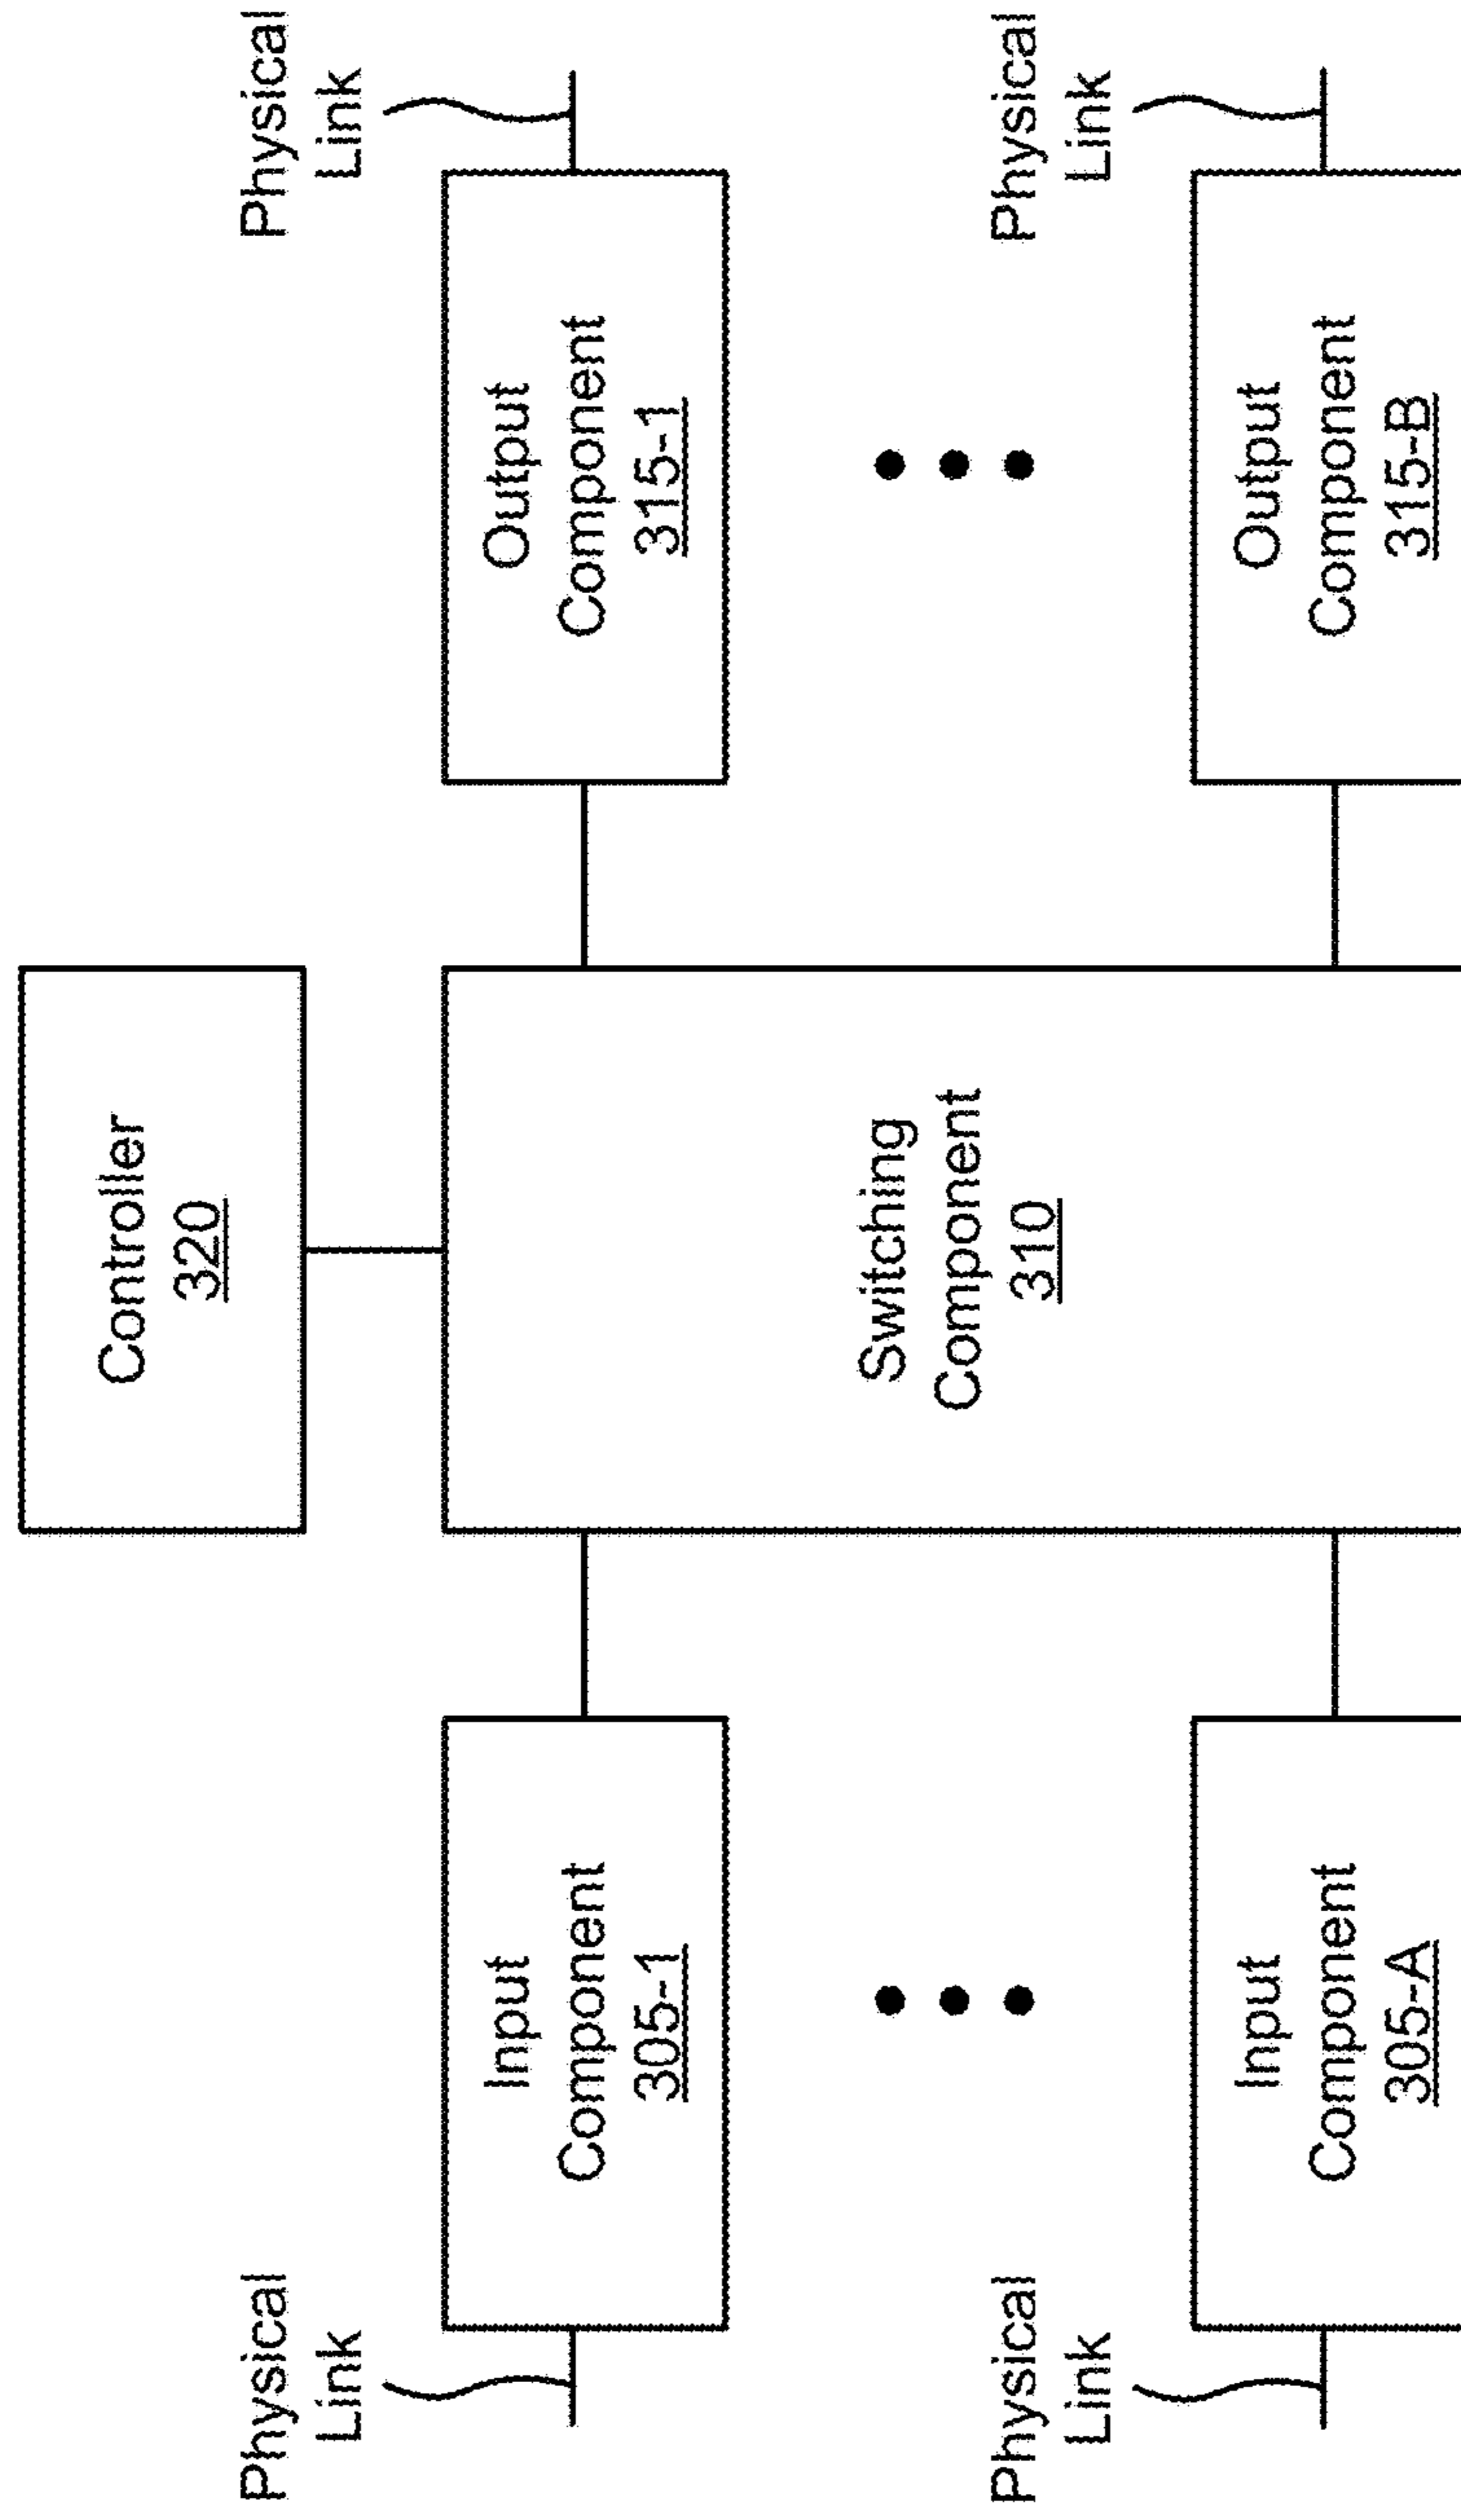 Controller
320
Physical
Link
Physical
Link
Input
Component
305-1
Switching
Component
310
Output
Component
315-1
Physical
Link
Physical
Link
Input
Component
305-A
Output
Component
315-B